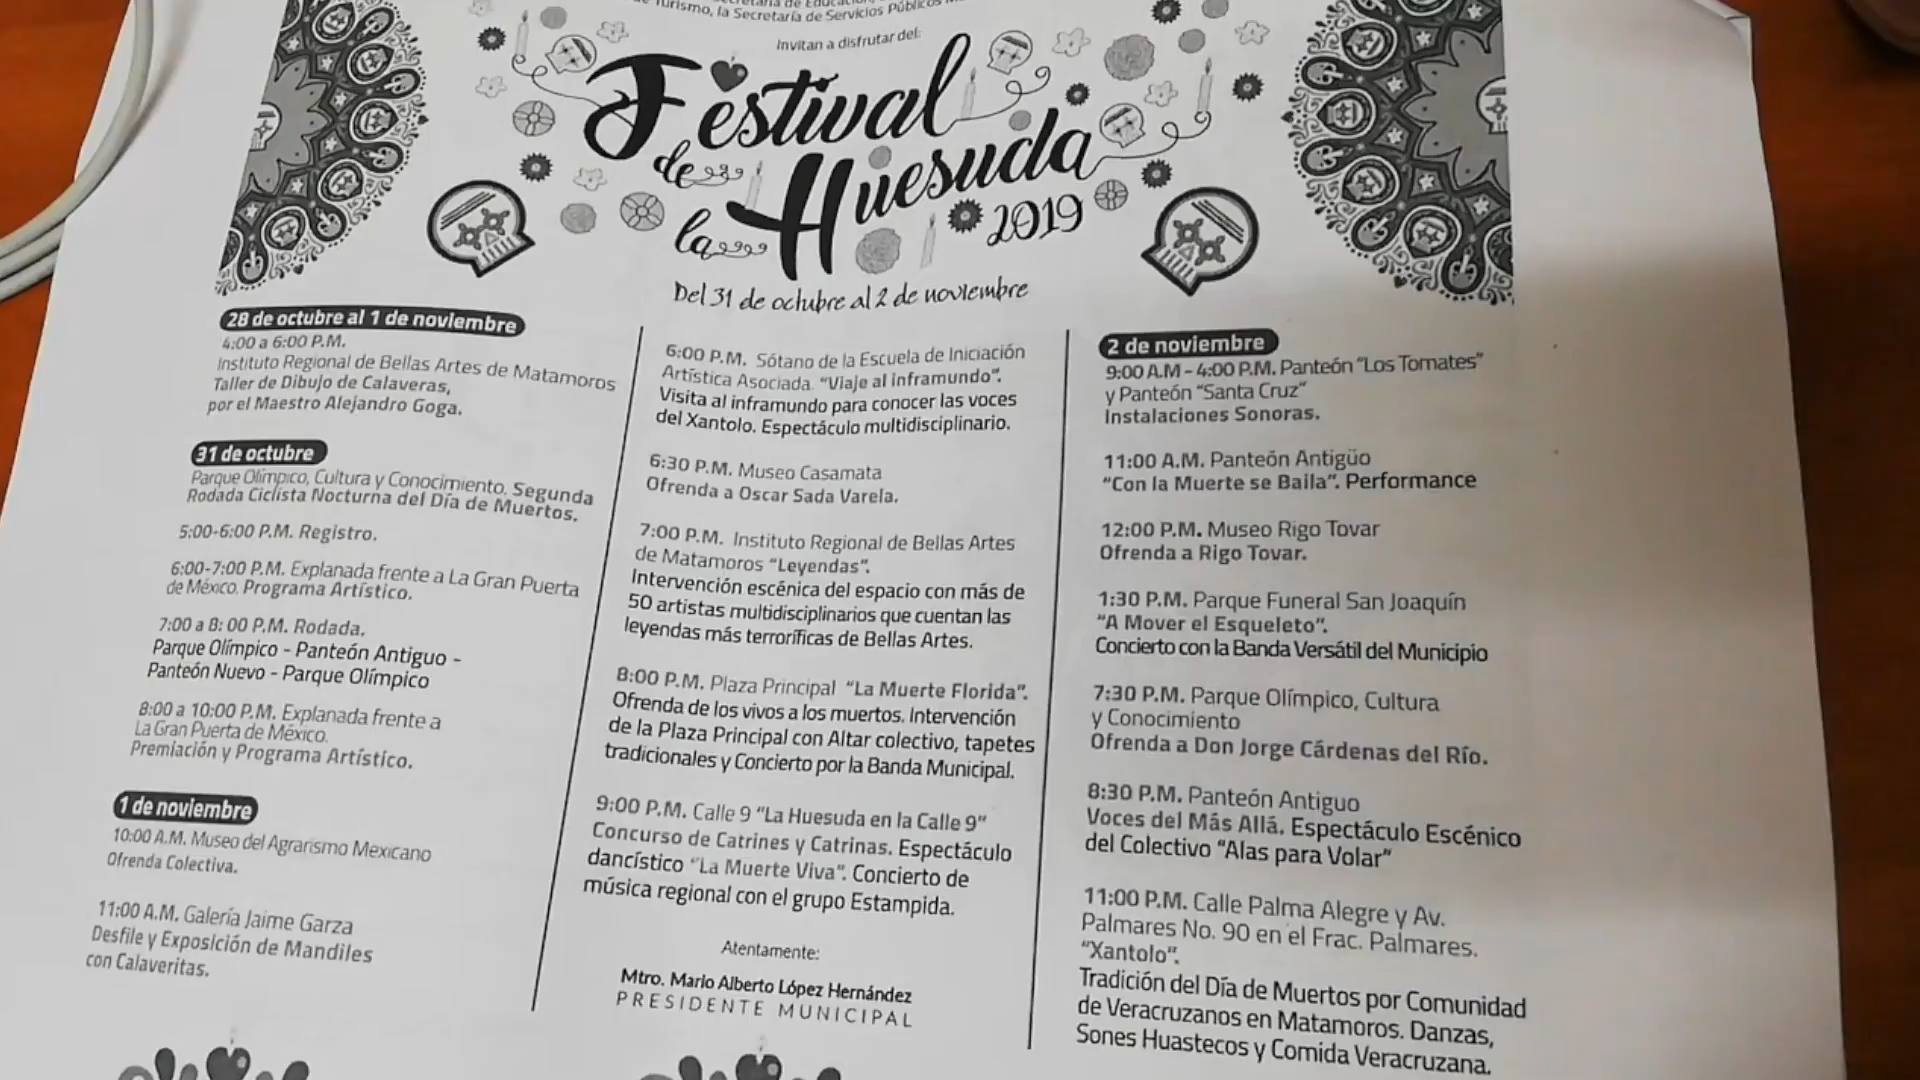 Turismo, la Secretaría de Servicios Públicos
Invitan a disfrutar del:
Festival
de
la Huesuda
2019
Del 31 de octubre al 2 de noviembre
28 de octubre al 1 de noviembre
4:00 a 6:00 P.M.
Instituto Regional de Bellas Artes de Matamoros
Taller de Dibujo de Calaveras,
por el Maestro Alejandro Goga.
31 de octubre
Parque Olímpico, Cultura y Conocimiento. Segunda
Rodada Ciclista Nocturna del Día de Muertos.
5:00-6:00 P.M. Registro.
6:00-7:00 P.M. Explanada frente a La Gran Puerta
de México. Programa Artístico.
7:00 a 8: 00 P.M. Rodada.
Parque Olímpico - Panteón Antiguo -
Panteón Nuevo - Parque Olímpico
8:00 a 10:00 P.M. Explanada frente a
La Gran Puerta de México.
Premiación y Programa Artístico.
1 de noviembre
10:00 A.M. Museo del Agrarismo Mexicano
Ofrenda Colectiva.
11:00 A.M. Galería Jaime Garza
Desfile y Exposición de Mandiles
con Calaveritas.
6:00 P.M. Sótano de la Escuela de Iniciación
Artística Asociada. "Viaje al inframundo".
Visita al inframundo para conocer las voces
del Xantolo. Espectáculo multidisciplinario.
6:30 P.M. Museo Casamata
Ofrenda a Oscar Sada Varela.
7:00 P.M. Instituto Regional de Bellas Artes
de Matamoros "Leyendas".
Intervención escénica del espacio con más de
50 artistas multidisciplinarios que cuentan las
leyendas más terroríficas de Bellas Artes.
8:00 P.M. Plaza Principal "La Muerte Florida".
Ofrenda de los vivos a los muertos. Intervención
de la Plaza Principal con Altar colectivo, tapetes
tradicionales y Concierto por la Banda Municipal.
9:00 P.M. Calle 9 "La Huesuda en la Calle 9"
Concurso de Catrines y Catrinas. Espectáculo
dancístico "La Muerte Viva". Concierto de
música regional con el grupo Estampida.
Atentamente:
Mtro. Mario Alberto López Hernández
PRESIDENTE MUNICIPAL
2 de noviembre
9:00 A.M - 4:00 P.M. Panteón "Los Tomates"
y Panteón "Santa Cruz"
Instalaciones Sonoras.
11:00 A.M. Panteón Antigüo
"Con la Muerte se Baila". Performance
12:00 P.M. Museo Rigo Tovar
Ofrenda a Rigo Tovar.
1:30 P.M. Parque Funeral San Joaquín
"A Mover el Esqueleto".
Concierto con la Banda Versátil del Municipio
7:30 P.M. Parque Olímpico, Cultura
y Conocimiento
Ofrenda a Don Jorge Cárdenas del Río.
8:30 P.M. Panteón Antiguo
Voces del Más Allá. Espectáculo Escénico
del Colectivo "Alas para Volar"
11:00 P.M. Calle Palma Alegre y Av.
Palmares No. 90 en el Frac. Palmares.
"Xantolo".
Tradición del Día de Muertos por Comunidad
de Veracruzanos en Matamoros. Danzas,
Sones Huastecos y Comida Veracruzana.